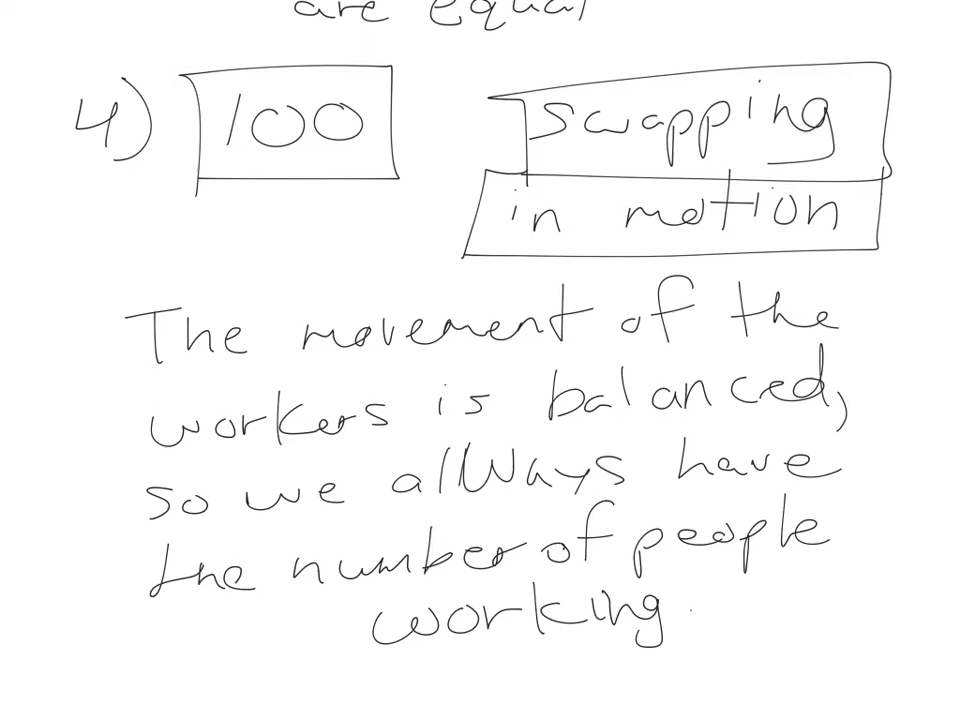 are equal
4) 100 swapping
in motion
The movement of the
workers is balanced,
so we allWays have
the number of people
working.